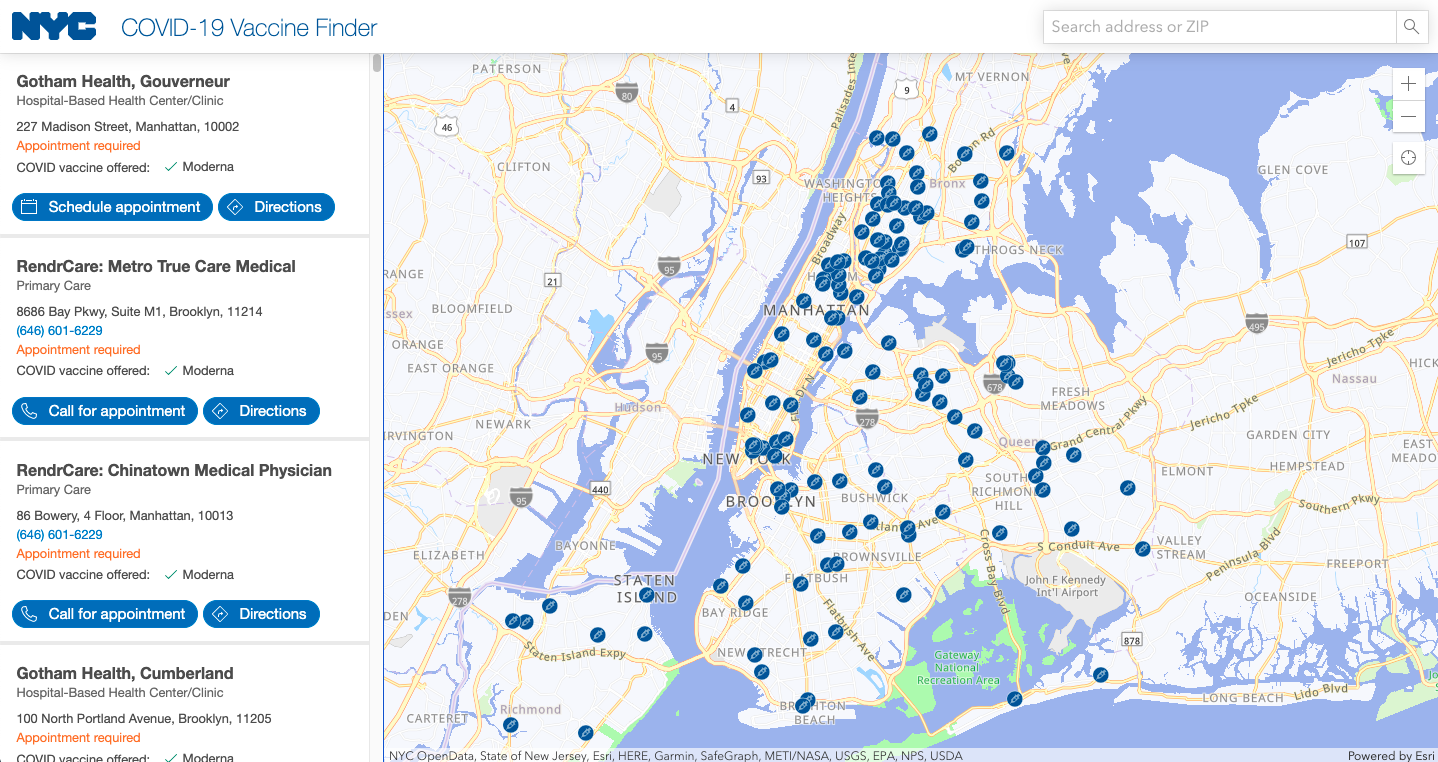 NYC COVID-19 Vaccine Finder
Search address or ZIP
Gotham Health, Gouverneur
Hospital-Based Health Center/Clinic
227 Madison Street, Manhattan, 10002
Appointment required
COVID vaccine offered: Moderna
Schedule appointment Directions
RendrCare: Metro True Care Medical
Primary Care
8686 Bay Pkwy, Suite M1, Brooklyn, 11214
(646) 601-6229
Appointment required
COVID vaccine offered: Moderna
Call for appointment Directions
RendrCare: Chinatown Medical Physician
Primary Care
86 Bowery, 4 Floor, Manhattan, 10013
(646) 601-6229
Appointment required
COVID vaccine offered: Moderna
Call for appointment Directions
Gotham Health, Cumberland
Hospital-Based Health Center/Clinic
100 North Portland Avenue, Brooklyn, 11205
Appointment required
COVID vaccine offered: Moderna
PATERSON
MT VERNON
80
9
4
46
Palisades Inte
CLIFTON
GLEN COVE
93
WASHINGTON
HEIGHTS
Bronx
Broadway
THROGS NECK
107
RANGE
95
21
BLOOMFIELD
ssex
MANHATTAN
495
ORANGE
95
Jericho Tpke
EAST ORANGE
HICK
Nassau
678
FRESH
MEADOWS
Hudson
278
Jericho Tpke
NEWARK
Grand Central Pkwy
IRVINGTON
Queen
GARDEN CITY
EAST
MEADO
NEW YORK
ELMONT
HEMPSTEAD
440
95
SOUTH
RICHMOND
HILL
BROOKLYN
BUSHWICK
Southern Pkwy
Atlantic Ave
BAYONNE
S Conduit Ave
VALLEY
STREAM
ELIZABETH
BROWNSVILLE
Cross Bay Blvd
Peninsula Blvd
FREEPORT
STATEN
ISLAND
FLATBUSH
John F Kennedy
Int'l Airport
278
DEN
OCEANSIDE
BAY RIDGE
Flatbush Ave
878
Staten Island Expy
NEW UTRECHT
Gateway
National
Recreation Area
LONG BEACH
Lido Blvd
Richmond
BRIGHTON
BEACH
CARTERET
NYC OpenData, State of New Jersey, Esri, HERE, Garmin, SafeGraph, METI/NASA, USGS, EPA, NPS, USDA
Powered by Esri